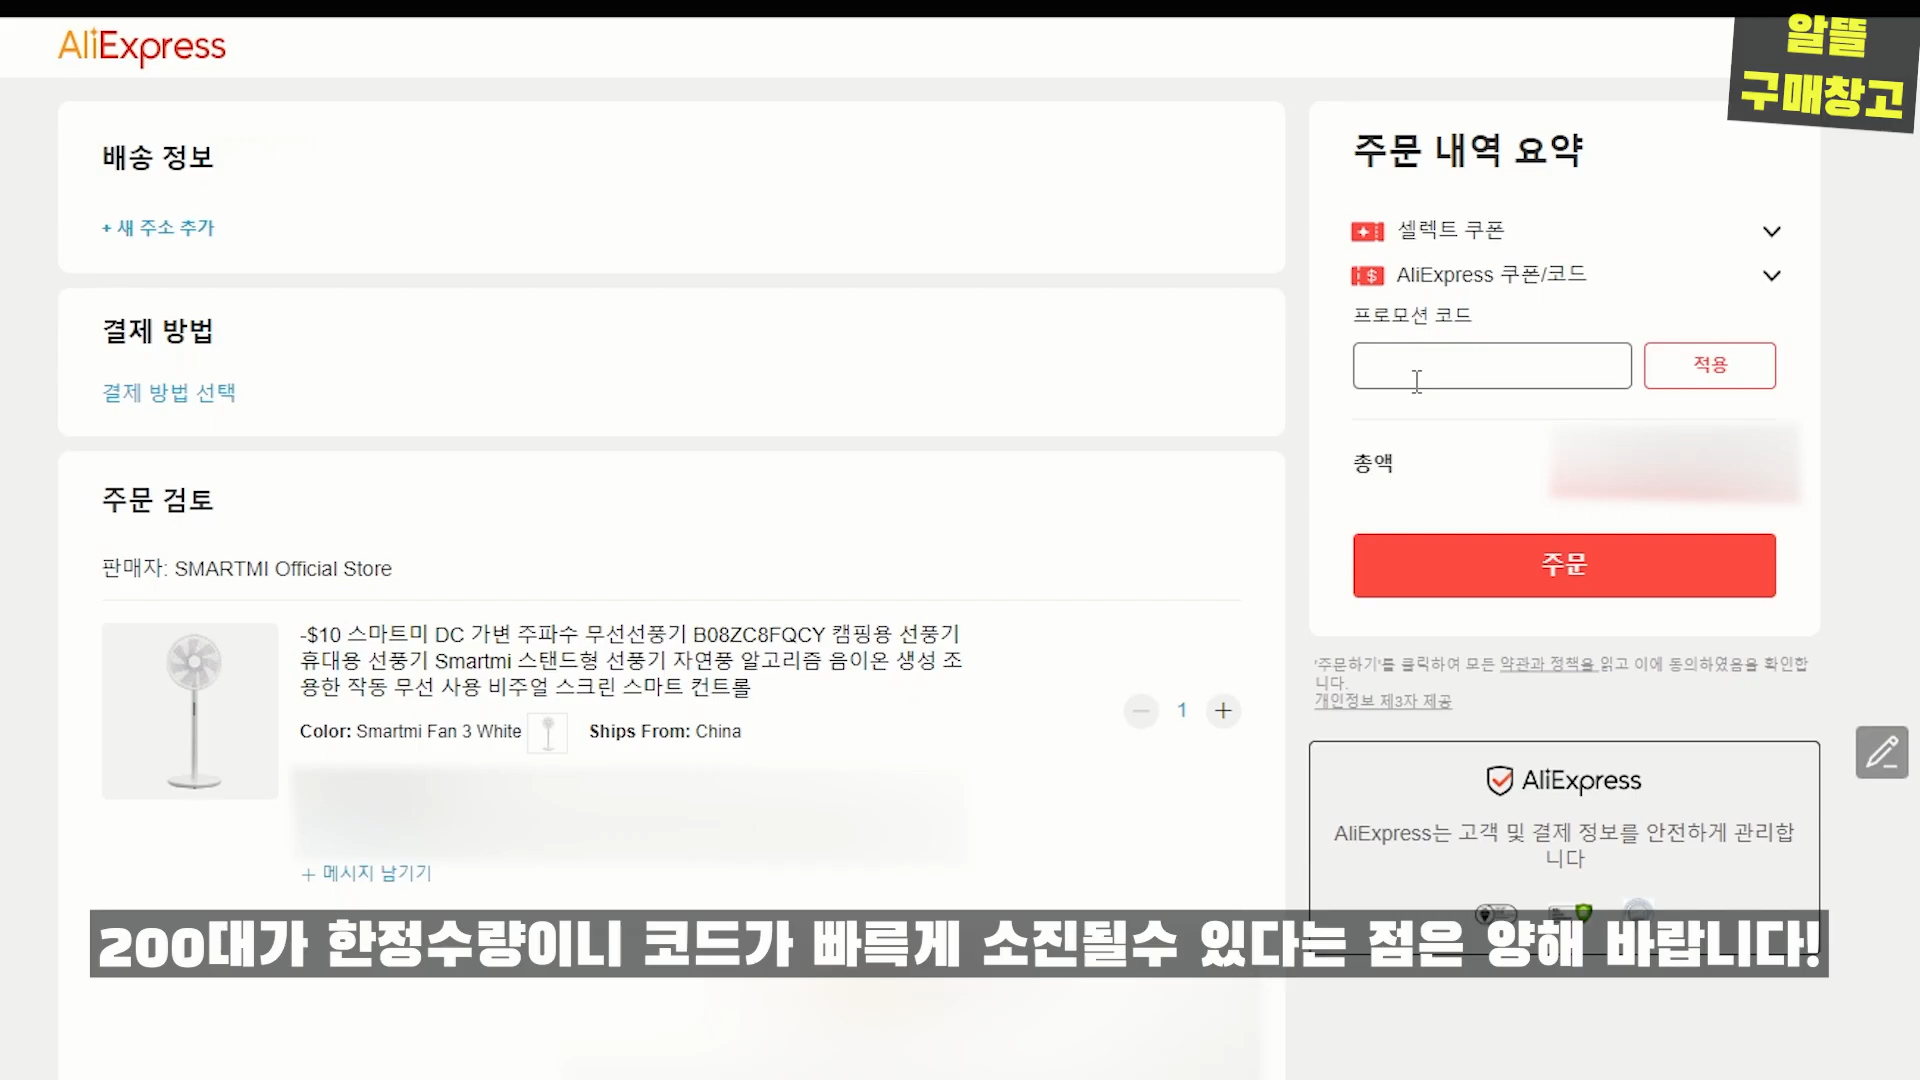 AliExpress
알뜰
구매창고
배송 정보
+ 새 주소 추가
결제 방법
결제 방법 선택
주문 검토
판매자: SMARTMI Official Store
-$10 스마트미 DC 가변 주파수 무선선풍기 B08ZC8FQCY 캠핑용 선풍기
휴대용 선풍기 Smartmi 스탠드형 선풍기 자연풍 알고리즘 음이온 생성 조
용한 작동 무선 사용 비주얼 스크린 스마트 컨트롤
Color: Smartmi Fan 3 White Ships From: China
1
+ 메시지 남기기
주문 내역 요약
셀렉트 쿠폰
AliExpress 쿠폰/코드
프로모션 코드
적용
총액
주문
'주문하기'를 클릭하여 모든 약관과 정책을 읽고 이에 동의하였음을 확인합
니다.
개인정보 제3자 제공
AliExpress
AliExpress는 고객 및 결제 정보를 안전하게 관리합
니다
200대가 한정수량이니 코드가 빠륵게 소진될수 있다는 점은 양해 바랍니다!